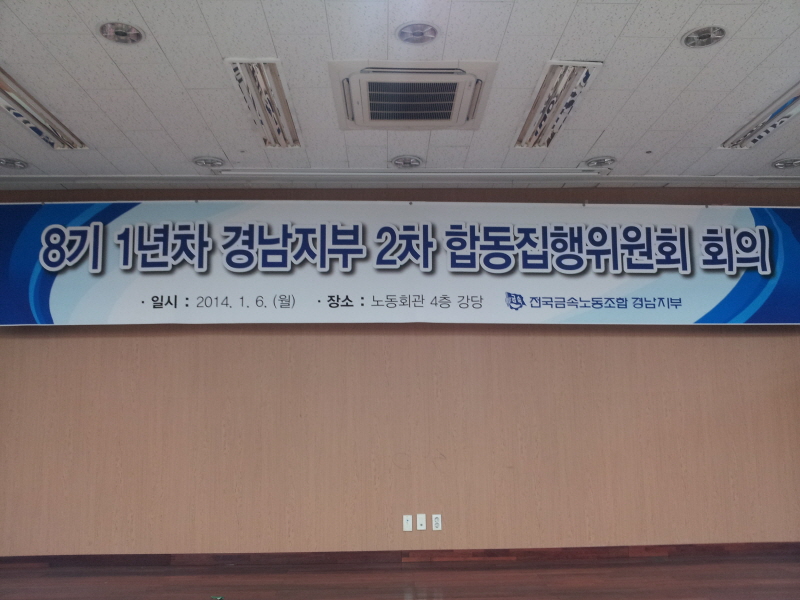 8기 1년차 경남지부 2차 합동집행위원회 회의
· 일시 : 2014. 1. 6. (월) · 장소 : 노동회관 4층 강당 전국금속노동조합 경남지부